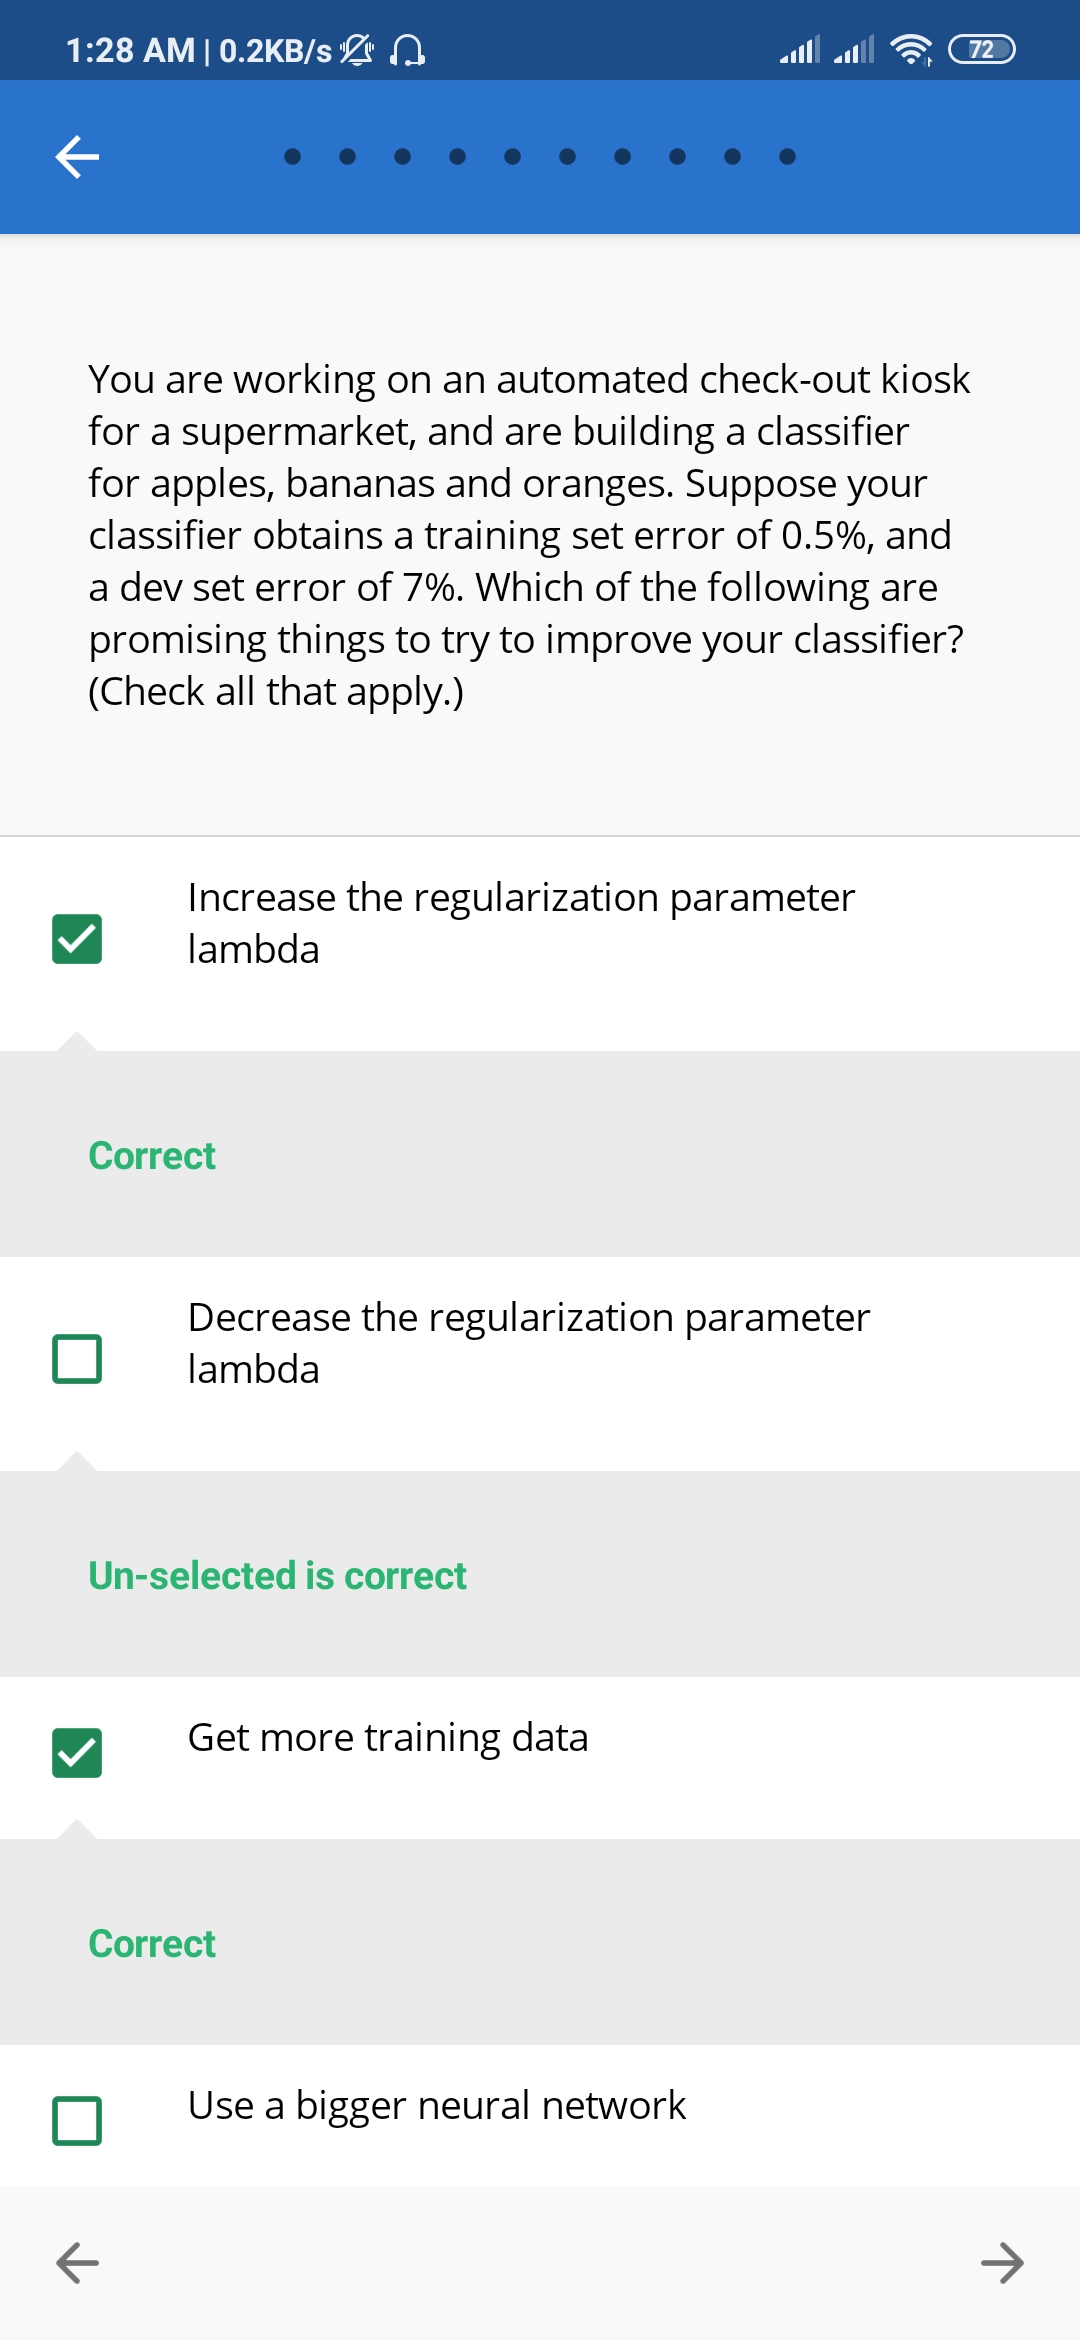 1:28 AM | 0.2KB/s
72
You are working on an automated check-out kiosk
for a supermarket, and are building a classifier
for apples, bananas and oranges. Suppose your
classifier obtains a training set error of 0.5%, and
a dev set error of 7%. Which of the following are
promising things to try to improve your classifier?
(Check all that apply.)
Increase the regularization parameter
lambda
Correct
Decrease the regularization parameter
lambda
Un-selected is correct
Get more training data
Correct
Use a bigger neural network